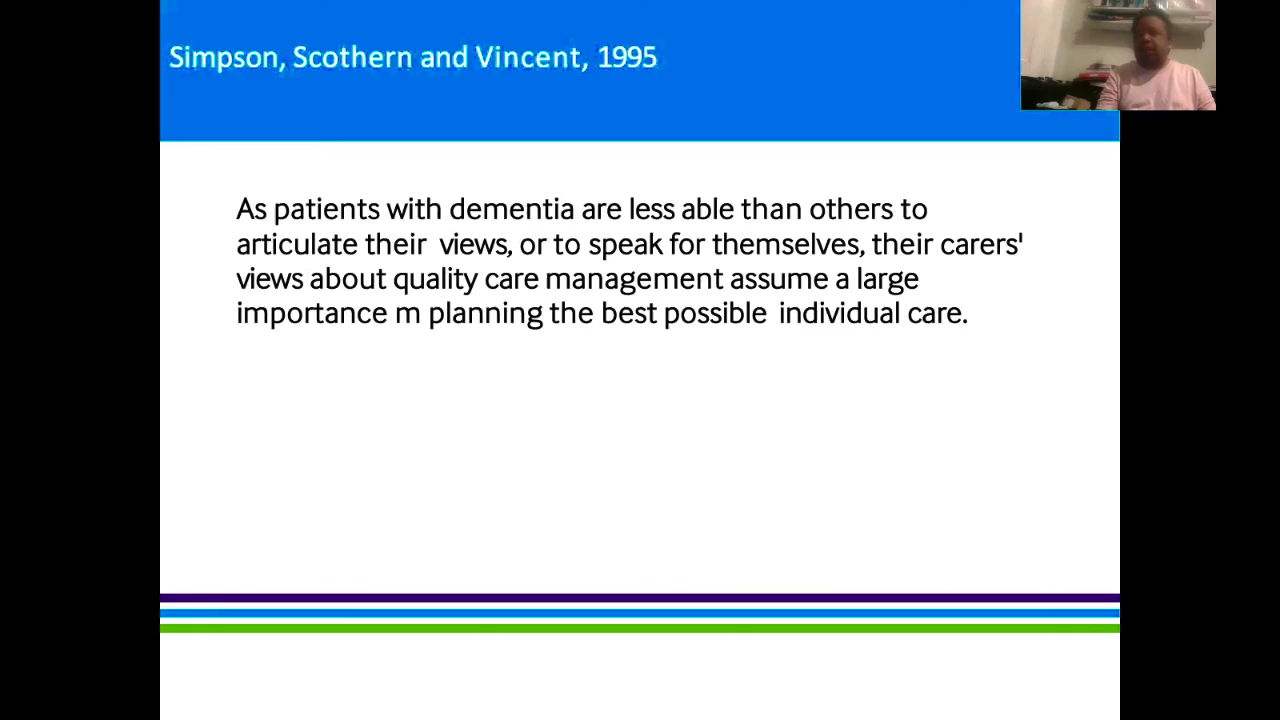 Simpson, Scothern and Vincent, 1995
As patients with dementia are less able than others to
articulate their views, or to speak for themselves, their carers'
views about quality care management assume a large
importance m planning the best possible individual care.